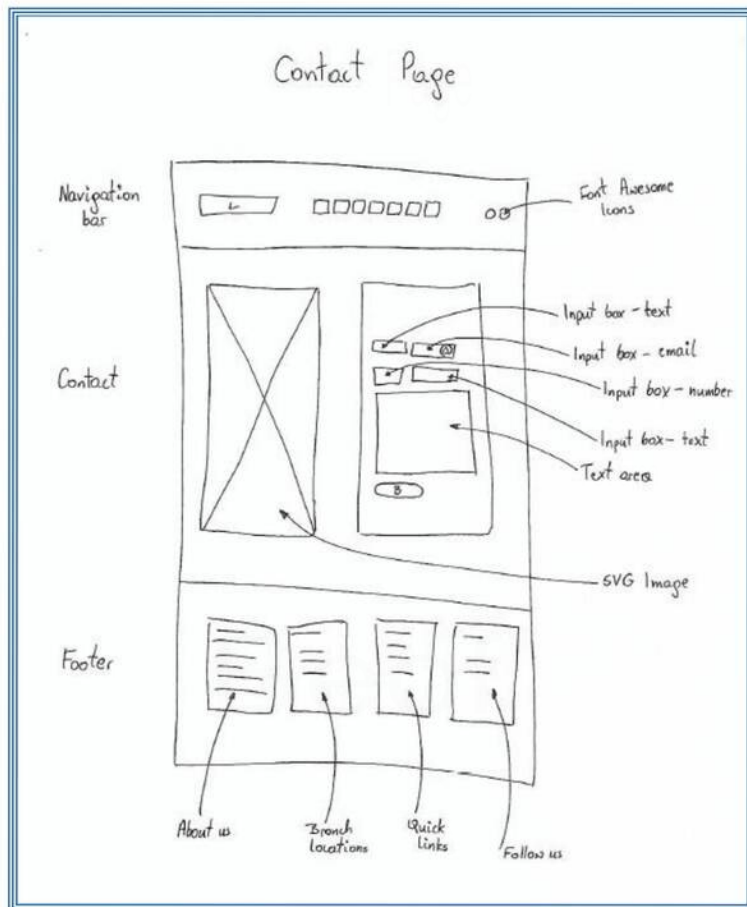 Contact Page
Navigation
bar
L
Font Awesome
Icons
Input box - text
@
Input box - email
Contact
Input box - number
Input box - text
Text area
B
SVG Image
Footer
About us
Branch
locations
Quick
links
Follow us